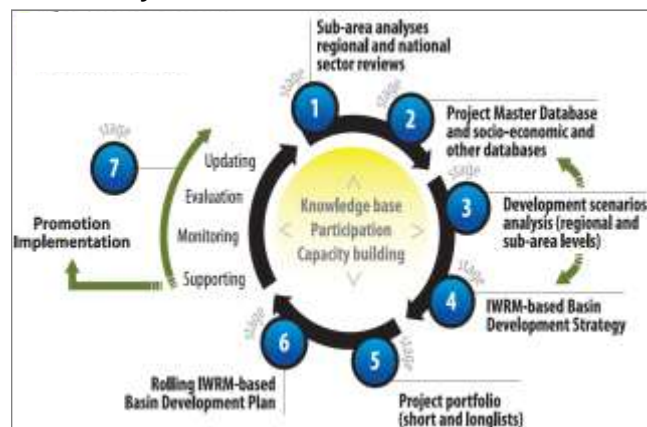 Sub-area analyses
regional and national
sector reviews
stage
1
stage
2
Project Master Database
and socio-economic and
other databases
stage
3
Development scenarios
analysis (regional and
sub-area levels)
stage
4
IWRM-based Basin
Development Strategy
stage
5
Project portfolio
(short and longlists)
stage
6
Rolling IWRM-based
Basin Development Plan
stage
7
Updating
Evaluation
Monitoring
Supporting
Promotion
Implementation
Knowledge base
Participation
Capacity building